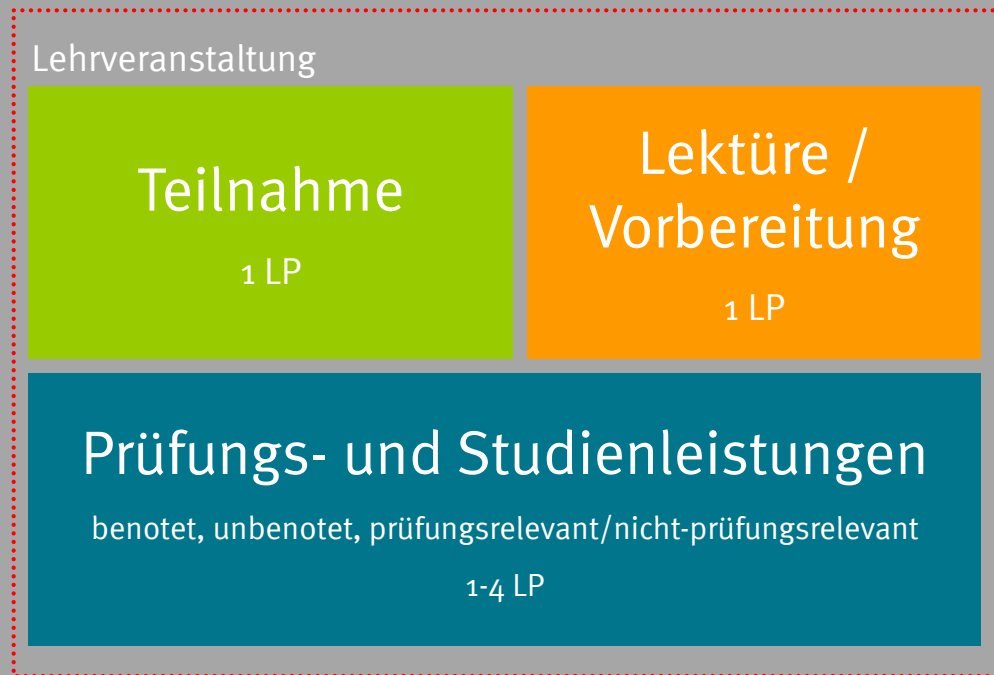 Lehrveranstaltung
Teilnahme
1 LP
Lektüre /
Vorbereitung
1 LP
Prüfungs- und Studienleistungen
benotet, unbenotet, prüfungsrelevant/nicht-prüfungsrelevant
1-4 LP